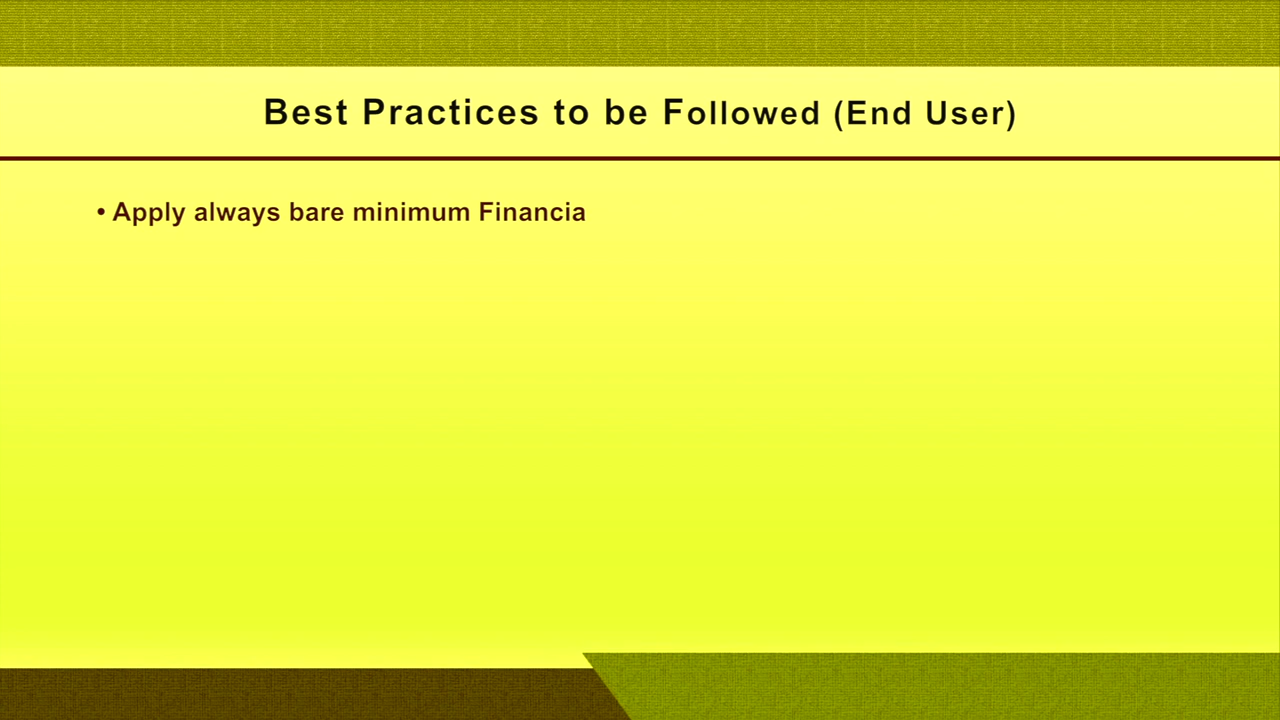 Best Practices to be Followed (End User)
• Apply always bare minimum Financia